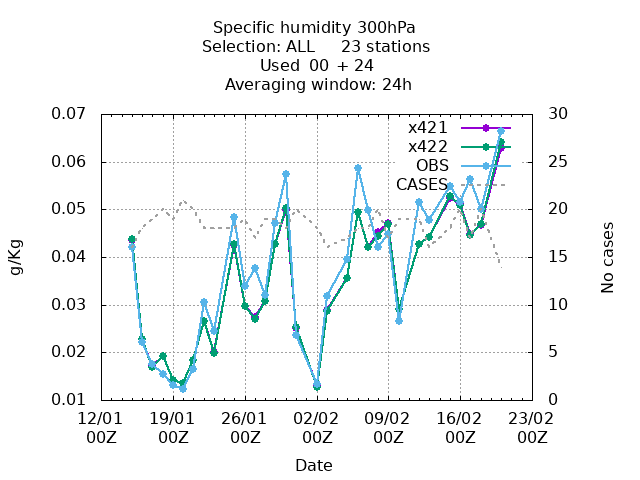 Specific humidity 300hPa
Selection: ALL 23 stations
Used 00 + 24
Averaging window: 24h
0.07
0.06
0.05
0.04
0.03
0.02
0.01
30
25
20
15
10
5
0
g/Kg
No cases
x421
x422
OBS
CASES
12/01 19/01 26/01 02/02 09/02 16/02 23/02
00Z 00Z 00Z 00Z 00Z 00Z 00Z
Date